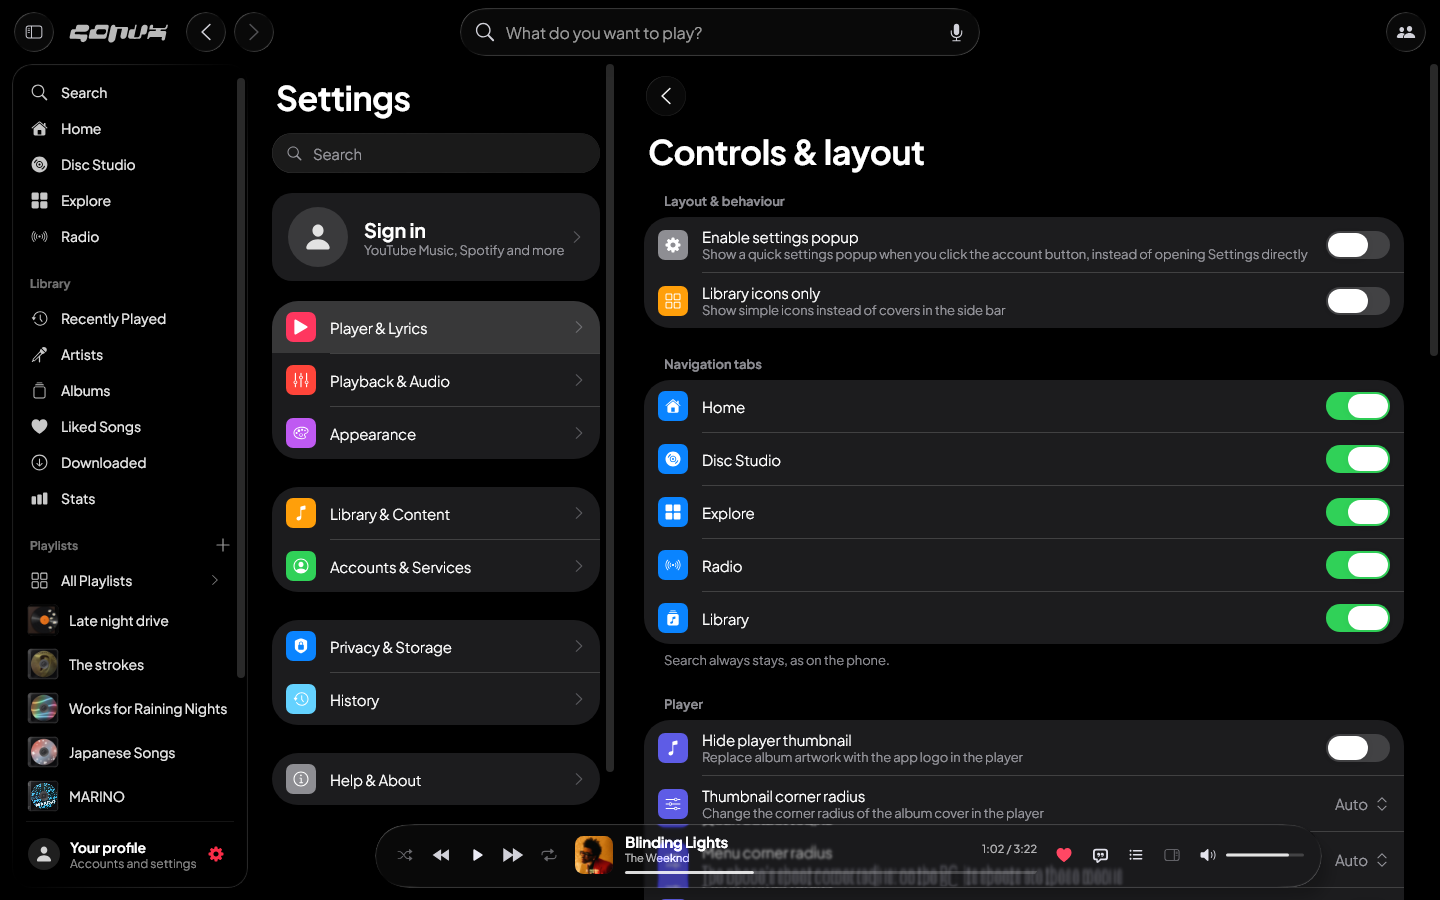 What do you want to play?
Search
Home
Disc Studio
Explore
Radio
Library
Recently Played
Artists
Albums
Liked Songs
Downloaded
Stats
Playlists
All Playlists
Late night drive
The strokes
Works for Raining Nights
Japanese Songs
MARINO
Your profile
Accounts and settings
Settings
Search
Sign in
YouTube Music, Spotify and more
Player & Lyrics
Playback & Audio
Appearance
Library & Content
Accounts & Services
Privacy & Storage
History
Help & About
Controls & layout
Layout & behaviour
Enable settings popup
Show a quick settings popup when you click the account button, instead of opening Settings directly
Library icons only
Show simple icons instead of covers in the side bar
Navigation tabs
Home
Disc Studio
Explore
Radio
Library
Search always stays, as on the phone.
Player
Hide player thumbnail
Replace album artwork with the app logo in the player
Thumbnail corner radius
Change the corner radius of the album cover in the player
Auto
Menu corner radius
Auto
Blinding Lights
The Weeknd
1:02 / 3:22